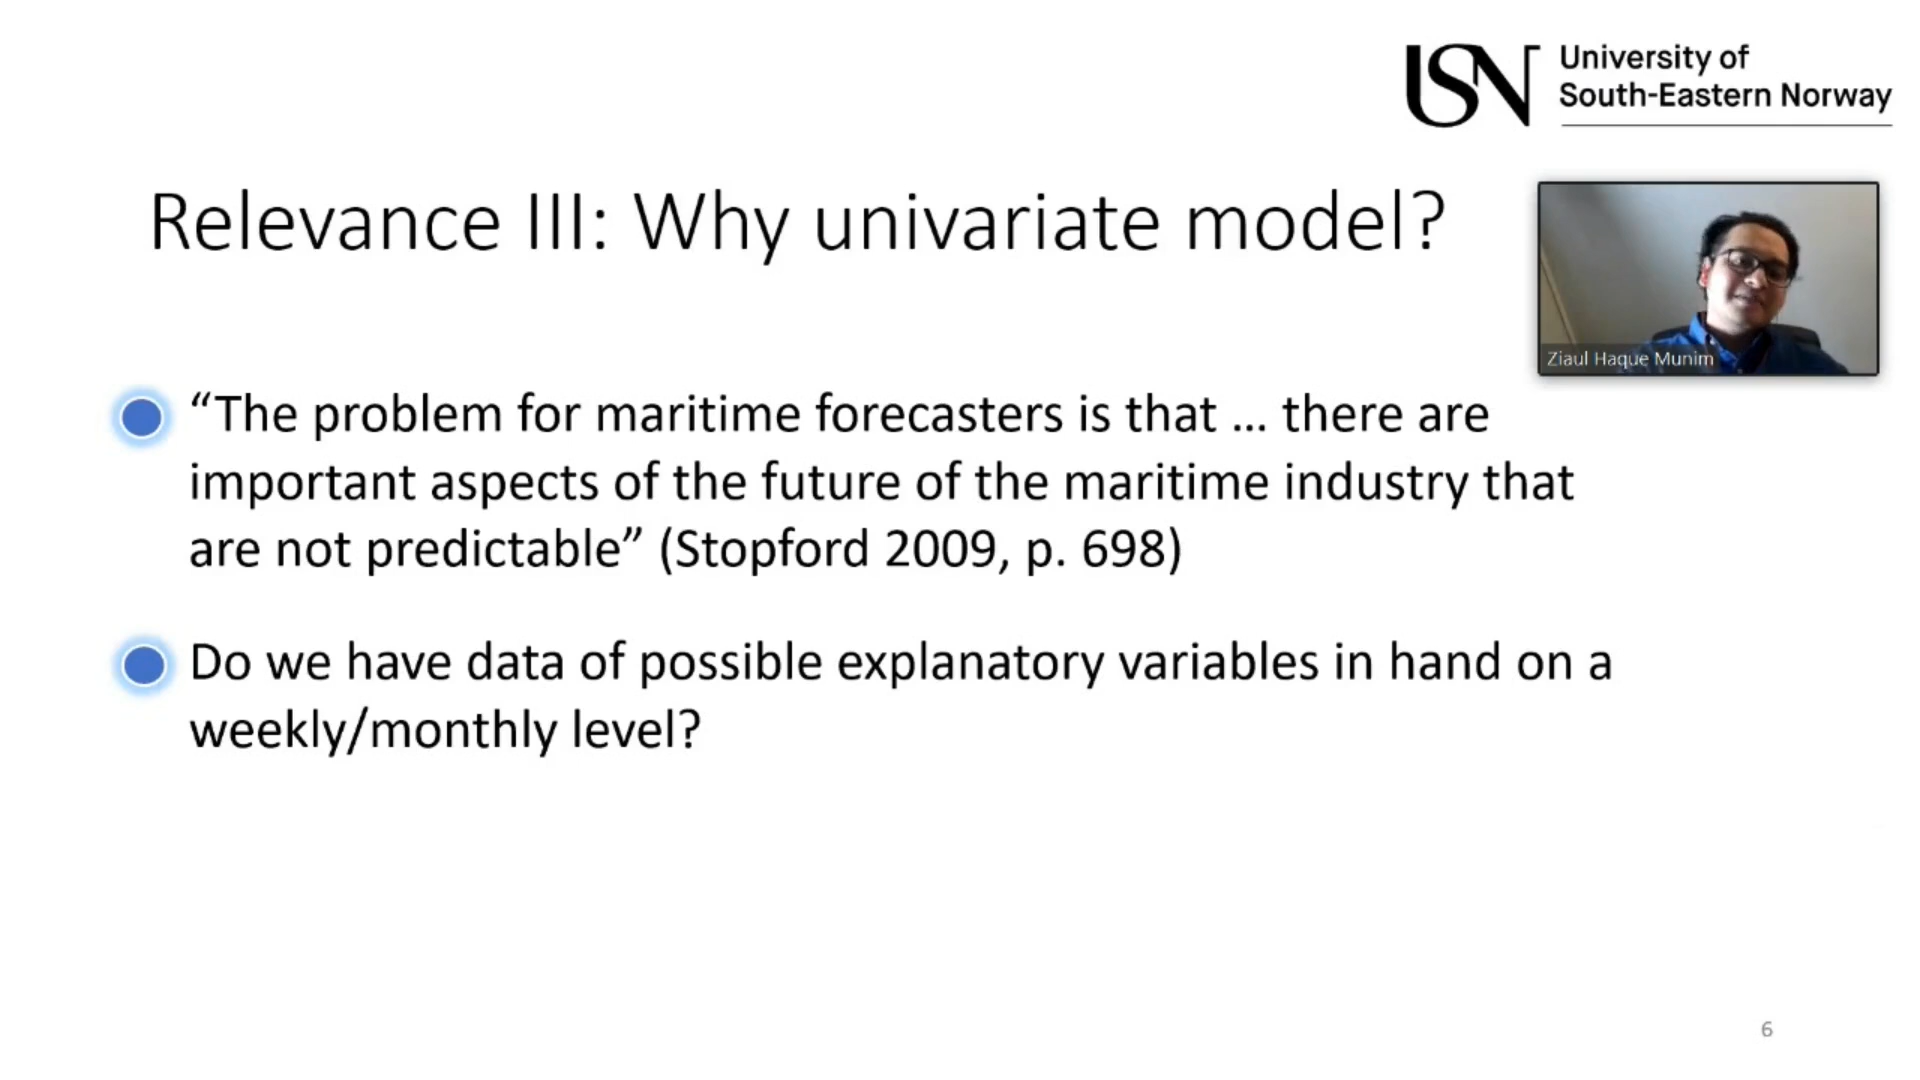 USN
University of
South-Eastern Norway
Relevance III: Why univariate model?
Ziaul Haque Munim
“The problem for maritime forecasters is that ... there are
important aspects of the future of the maritime industry that
are not predictable” (Stopford 2009, p. 698)
Do we have data of possible explanatory variables in hand on a
weekly/monthly level?
6